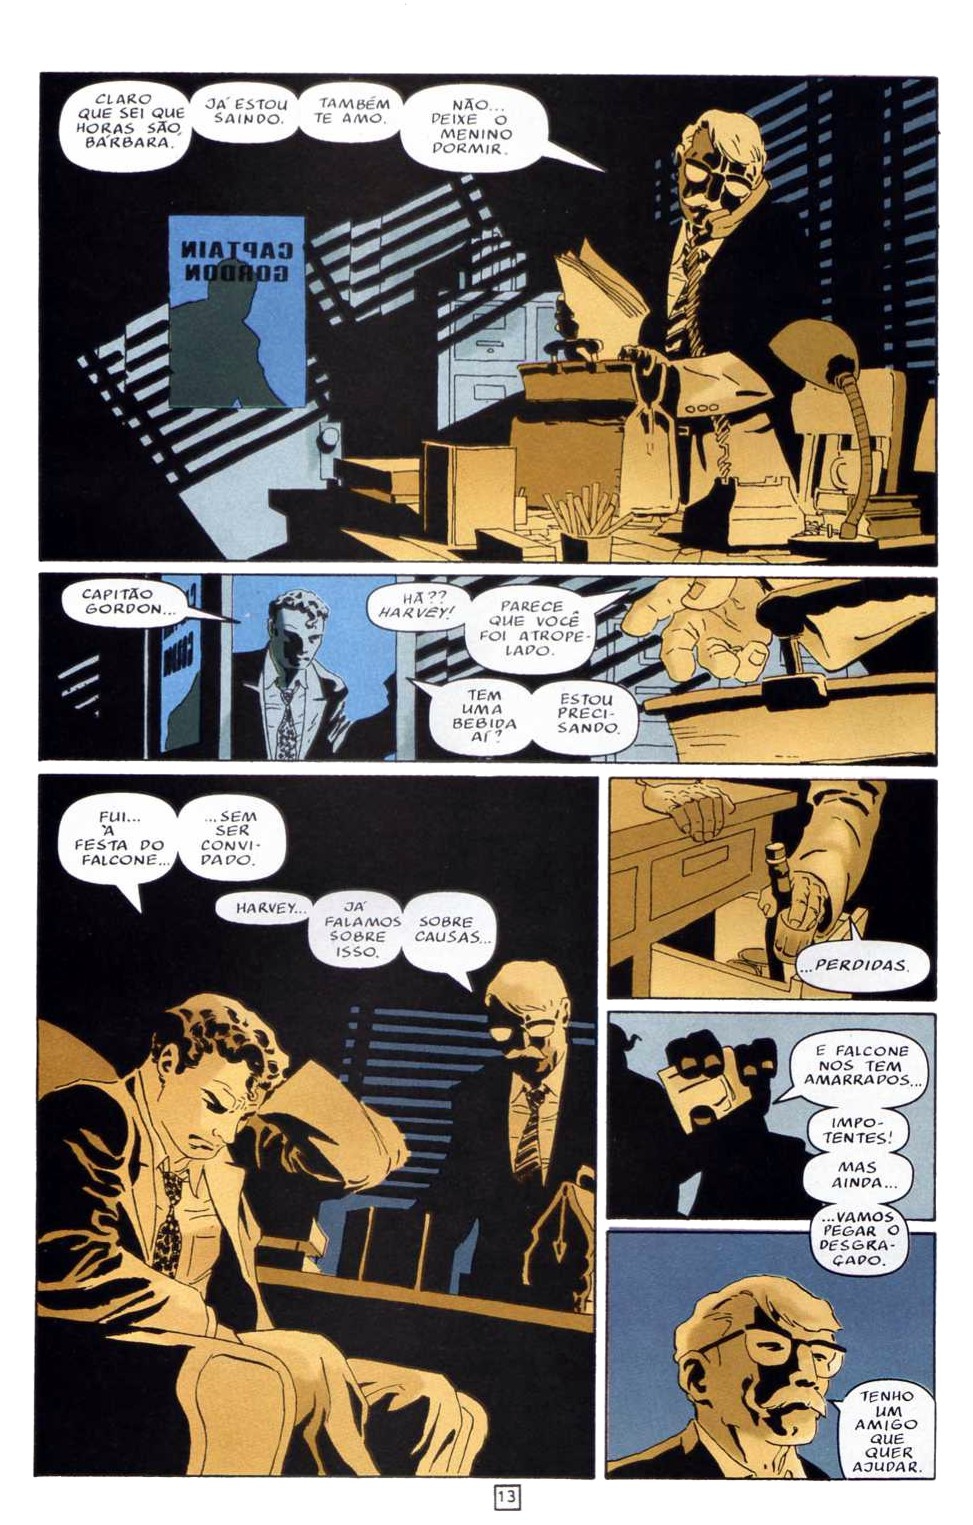 CLARO
QUE SEI QUE
HORAS SÃO,
BÁRBARA.
JÁ ESTOU
SAINDO.
TAMBÉM
TE AMO.
NÃO...
DEIXE O
MENINO
DORMIR.
CAPTAIN
GORDON
CAPITÃO
GORDON...
HÃ??
HARVEY!
PARECE
QUE VOCÊ
FOI ATROPE-
LADO.
TEM
UMA
BEBIDA
AÍ?
ESTOU
PRECI-
SANDO.
FUI...
À
FESTA DO
FALCONE...
...SEM
SER
CONVI-
DADO.
HARVEY...
JÁ
FALAMOS
SOBRE
ISSO.
SOBRE
CAUSAS...
...PERDIDAS.
E FALCONE
NOS TEM
AMARRADOS...
IMPO-
TENTES!
MAS
AINDA...
...VAMOS
PEGAR O
DESGRA-
ÇADO.
TENHO
UM
AMIGO
QUE
QUER
AJUDAR.
13